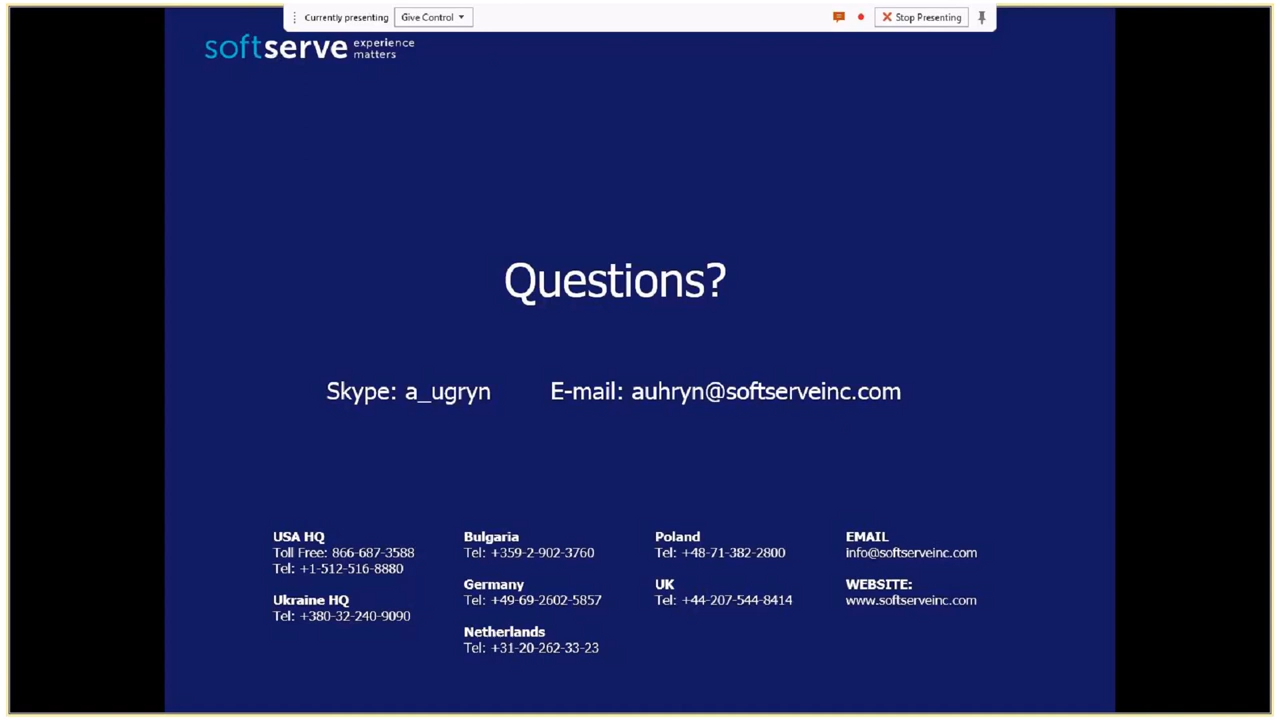 Currently presenting Give Control Stop Presenting
softserve experience matters
Questions?
Skype: a_ugryn E-mail: auhryn@softserveinc.com
USA HQ
Toll Free: 866-687-3588
Tel: +1-512-516-8880
Ukraine HQ
Tel: +380-32-240-9090
Bulgaria
Tel: +359-2-902-3760
Germany
Tel: +49-69-2602-5857
Netherlands
Tel: +31-20-262-33-23
Poland
Tel: +48-71-382-2800
UK
Tel: +44-207-544-8414
EMAIL
info@softserveinc.com
WEBSITE:
www.softserveinc.com